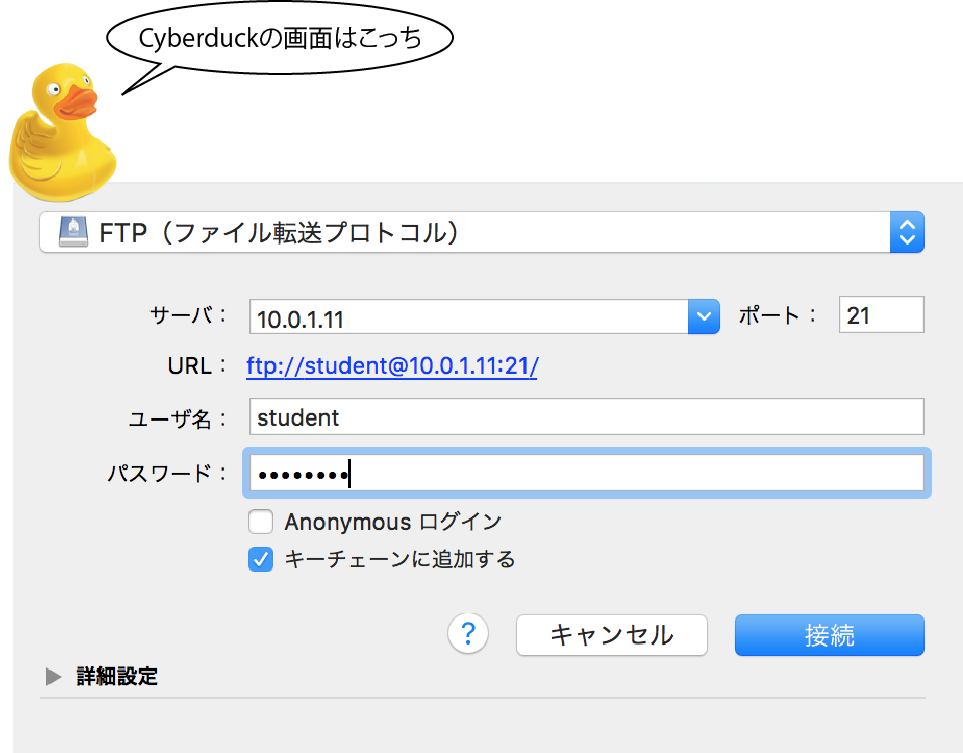 Cyberduckの画面はこっち
FTP（ファイル転送プロトコル）
サーバ： 10.0.1.11 ポート： 21
URL： ftp://student@10.0.1.11:21/
ユーザ名： student
パスワード： ••••••••
Anonymous ログイン
キーチェーンに追加する
? キャンセル 接続
詳細設定